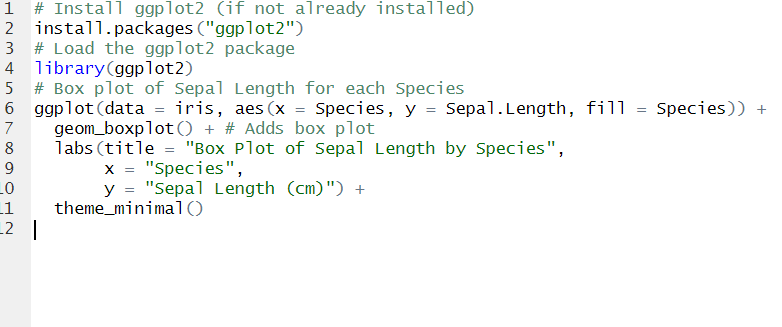 1 # Install ggplot2 (if not already installed)
2 install.packages("ggplot2")
3 # Load the ggplot2 package
4 library(ggplot2)
5 # Box plot of Sepal Length for each Species
6 ggplot(data = iris, aes(x = Species, y = Sepal.Length, fill = Species)) +
7   geom_boxplot() + # Adds box plot
8   labs(title = "Box Plot of Sepal Length by Species",
9        x = "Species",
10        y = "Sepal Length (cm)") +
11   theme_minimal()
12